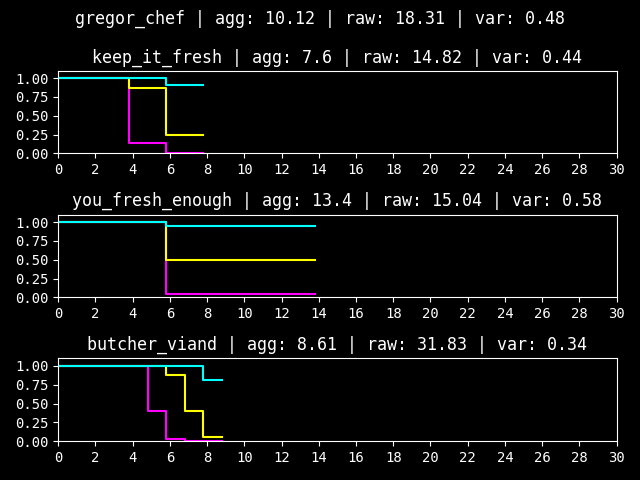 gregor_chef | agg: 10.12 | raw: 18.31 | var: 0.48
keep_it_fresh | agg: 7.6 | raw: 14.82 | var: 0.44
1.00
0.75
0.50
0.25
0.00
0 2 4 6 8 10 12 14 16 18 20 22 24 26 28 30
you_fresh_enough | agg: 13.4 | raw: 15.04 | var: 0.58
1.00
0.75
0.50
0.25
0.00
0 2 4 6 8 10 12 14 16 18 20 22 24 26 28 30
butcher_viand | agg: 8.61 | raw: 31.83 | var: 0.34
1.00
0.75
0.50
0.25
0.00
0 2 4 6 8 10 12 14 16 18 20 22 24 26 28 30